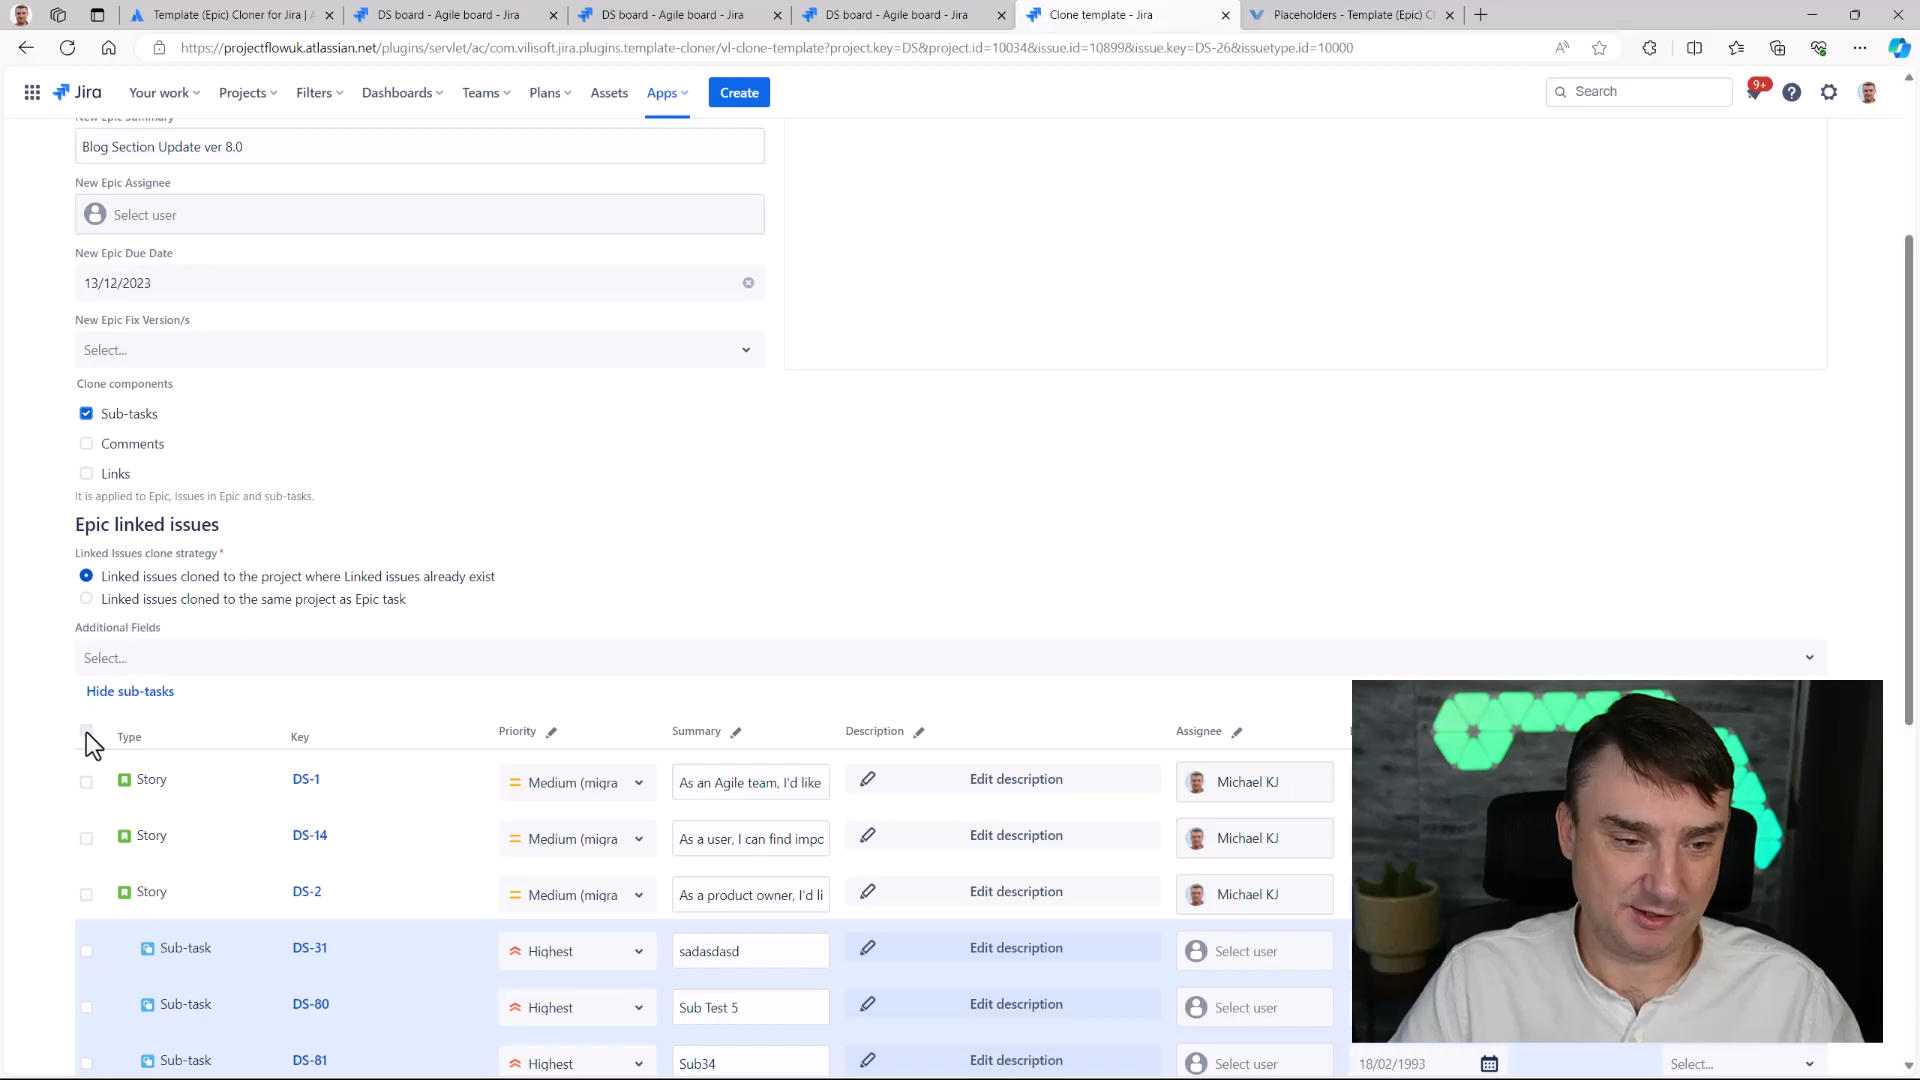 Template (Epic) Cloner for Jira | A
DS board - Agile board - Jira
DS board - Agile board - Jira
DS board - Agile board - Jira
Clone template - Jira
Placeholders - Template (Epic) Cl
https://projectflowuk.atlassian.net/plugins/servlet/ac/com.vilisoft.jira.plugins.template-cloner/vl-clone-template?project.key=DS&project.id=10034&issue.id=10899&issue.key=DS-26&issuetype.id=10000
Jira
Your work
Projects
Filters
Dashboards
Teams
Plans
Assets
Apps
Create
Search
9+
New Epic Summary
Blog Section Update ver 8.0
New Epic Assignee
Select user
New Epic Due Date
13/12/2023
New Epic Fix Version/s
Select...
Clone components
Sub-tasks
Comments
Links
It is applied to Epic, Issues in Epic and sub-tasks.
Epic linked issues
Linked Issues clone strategy*
Linked issues cloned to the project where Linked issues already exist
Linked issues cloned to the same project as Epic task
Additional Fields
Select...
Hide sub-tasks
Type Key Priority Summary Description Assignee
Story DS-1 Medium (migra As an Agile team, I'd like Edit description Michael KJ
Story DS-14 Medium (migra As a user, I can find impo Edit description Michael KJ
Story DS-2 Medium (migra As a product owner, I'd li Edit description Michael KJ
Sub-task DS-31 Highest sadasdasd Edit description Select user
Sub-task DS-80 Highest Sub Test 5 Edit description Select user
Sub-task DS-81 Highest Sub34 Edit description Select user 18/02/1993 Select...